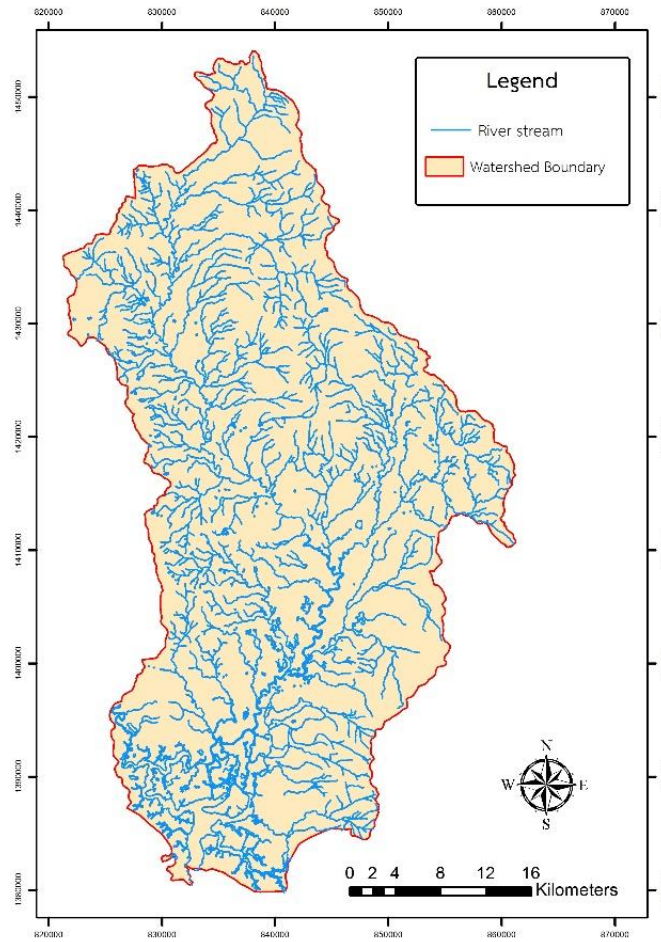 820000 830000 840000 850000 860000 870000
Legend
River stream
Watershed Boundary
1450000
1440000
1430000
1420000
1410000
1400000
1390000
1380000
N
W E
S
0 2 4 8 12 16
Kilometers
820000 830000 840000 850000 860000 870000